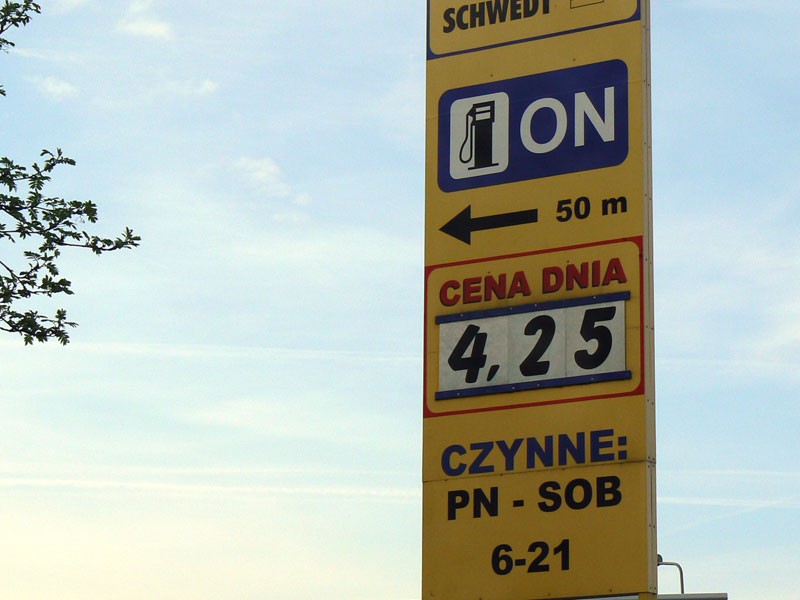 SCHWEDT
ON
50 m
CENA DNIA
4,25
CZYNNE:
PN - SOB
6-21